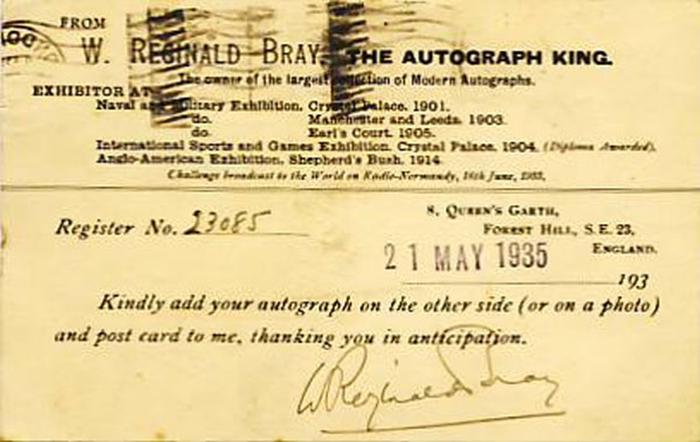 FROM
W. REGINALD BRAY, THE AUTOGRAPH KING.
The owner of the largest collection of Modern Autographs.
EXHIBITOR AT
Naval and Military Exhibition. Crystal Palace. 1901.
do. Manchester and Leeds. 1903.
do. Earl's Court. 1905.
International Sports and Games Exhibition. Crystal Palace. 1904. (Diploma Awarded).
Anglo-American Exhibition. Shepherd's Bush. 1914.
Challenge broadcast to the World on Radio-Normandy, 16th June, 1933.
8, QUEEN'S GARTH,
Register No. 23085
FOREST HILL, S.E. 23,
ENGLAND.
21 MAY 1935
193
Kindly add your autograph on the other side (or on a photo)
and post card to me, thanking you in anticipation.
W Reginald Bray